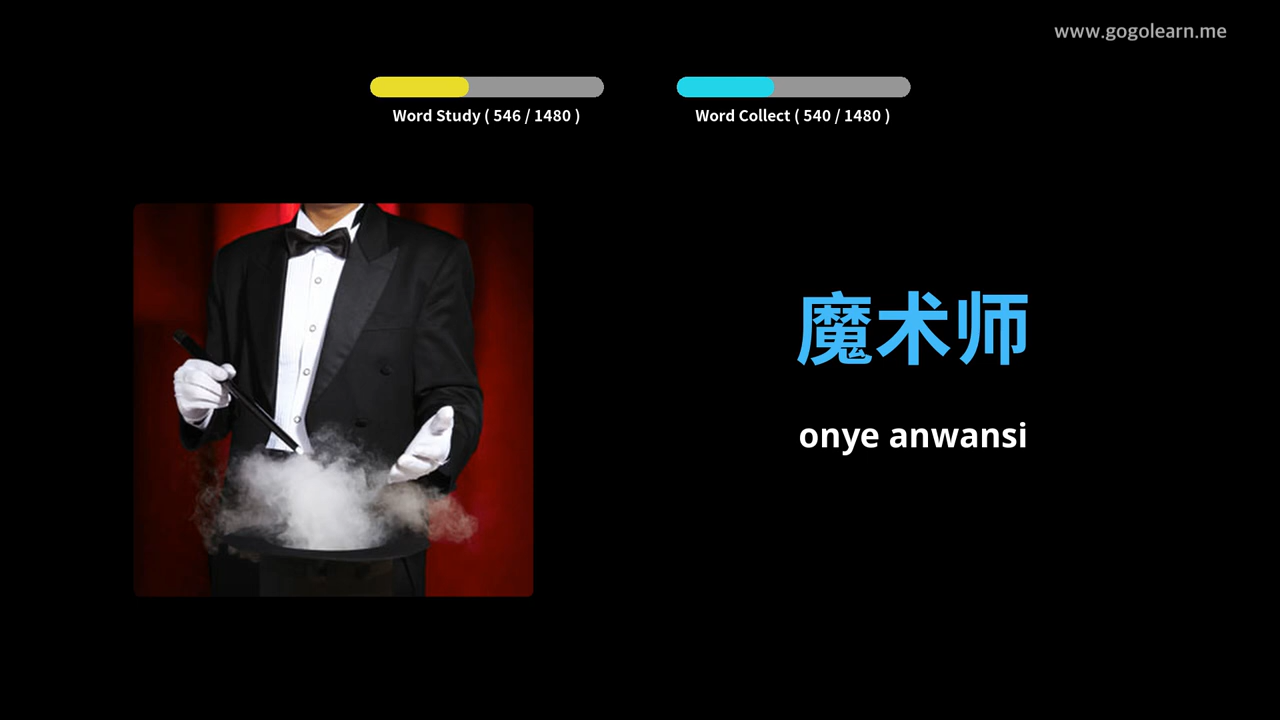 www.gogolearn.me
Word Study ( 546 / 1480 )
Word Collect ( 540 / 1480 )
魔术师
onye anwansi